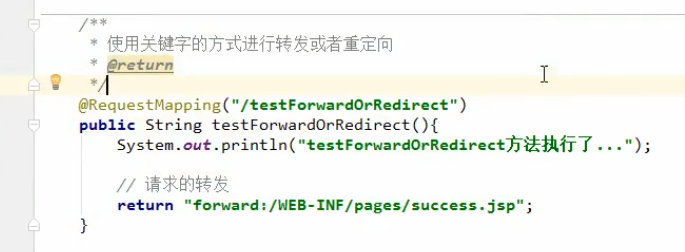 /**
* 使用关键字的方式进行转发或者重定向
* @return
*/
@RequestMapping("/testForwardOrRedirect")
public String testForwardOrRedirect(){
System.out.println("testForwardOrRedirect方法执行了...");
// 请求的转发
return "forward:/WEB-INF/pages/success.jsp";
}